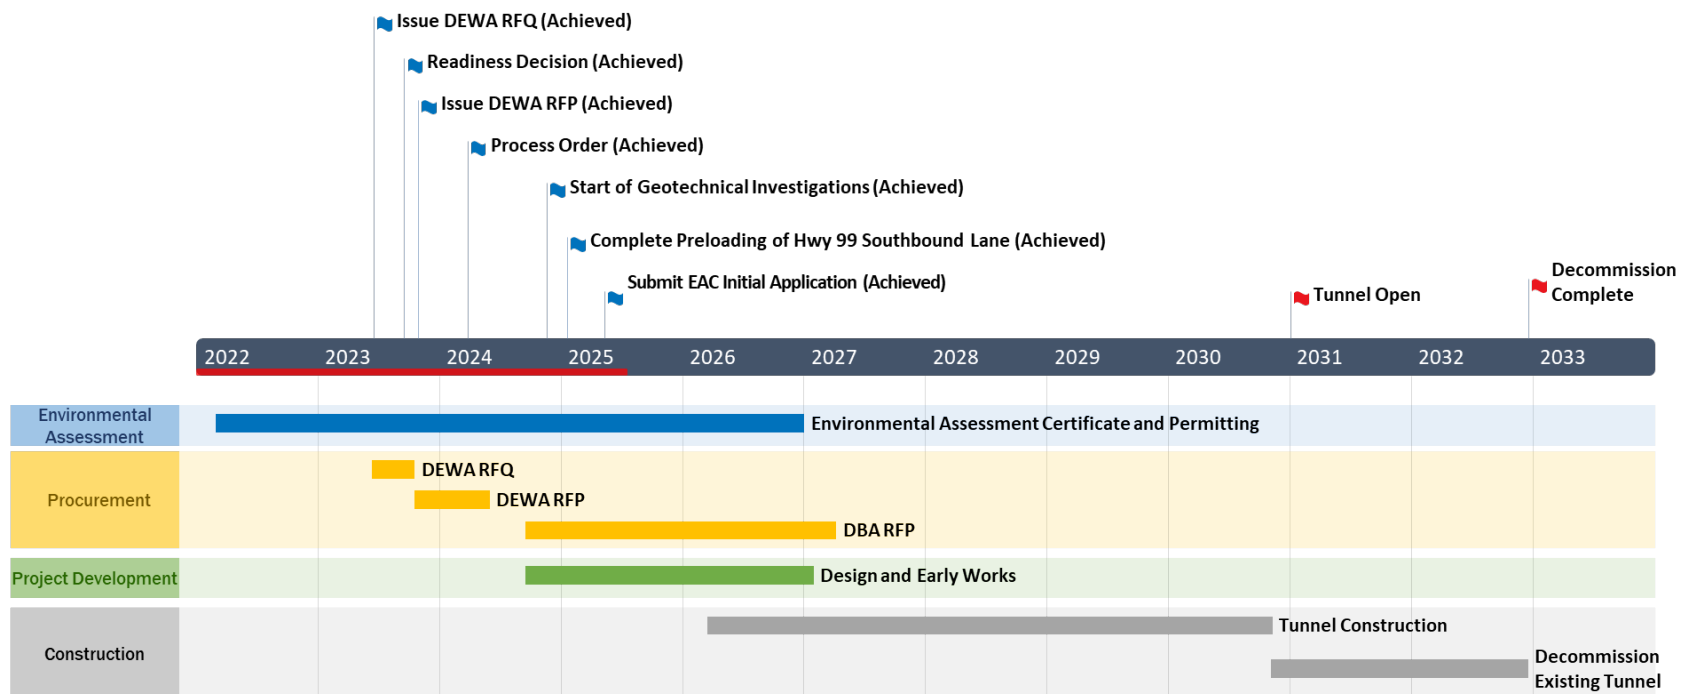 Issue DEWA RFQ (Achieved)
Readiness Decision (Achieved)
Issue DEWA RFP (Achieved)
Process Order (Achieved)
Start of Geotechnical Investigations (Achieved)
Complete Preloading of Hwy 99 Southbound Lane (Achieved)
Submit EAC Initial Application (Achieved)
Tunnel Open
Decommission
Complete
2022 2023 2024 2025 2026 2027 2028 2029 2030 2031 2032 2033
Environmental
Assessment
Environmental Assessment Certificate and Permitting
Procurement
DEWA RFQ
DEWA RFP
DBA RFP
Project Development
Design and Early Works
Construction
Tunnel Construction
Decommission
Existing Tunnel